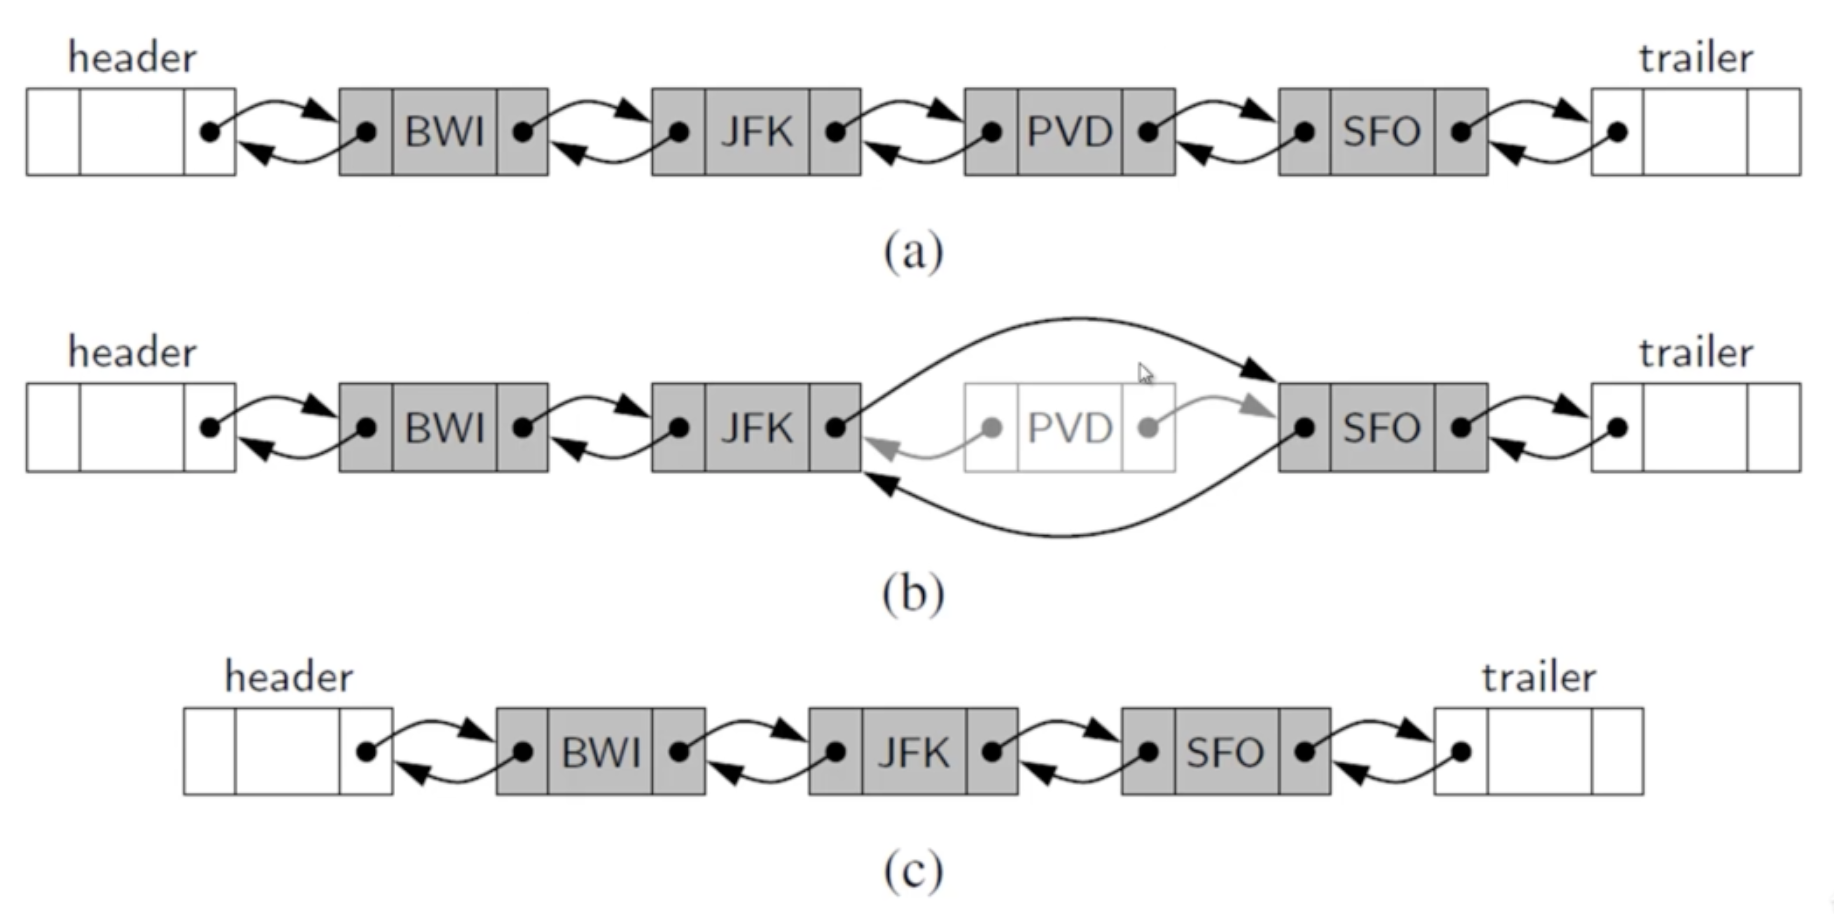 header trailer
BWI JFK PVD SFO
(a)
header trailer
BWI JFK PVD SFO
(b)
header trailer
BWI JFK SFO
(c)